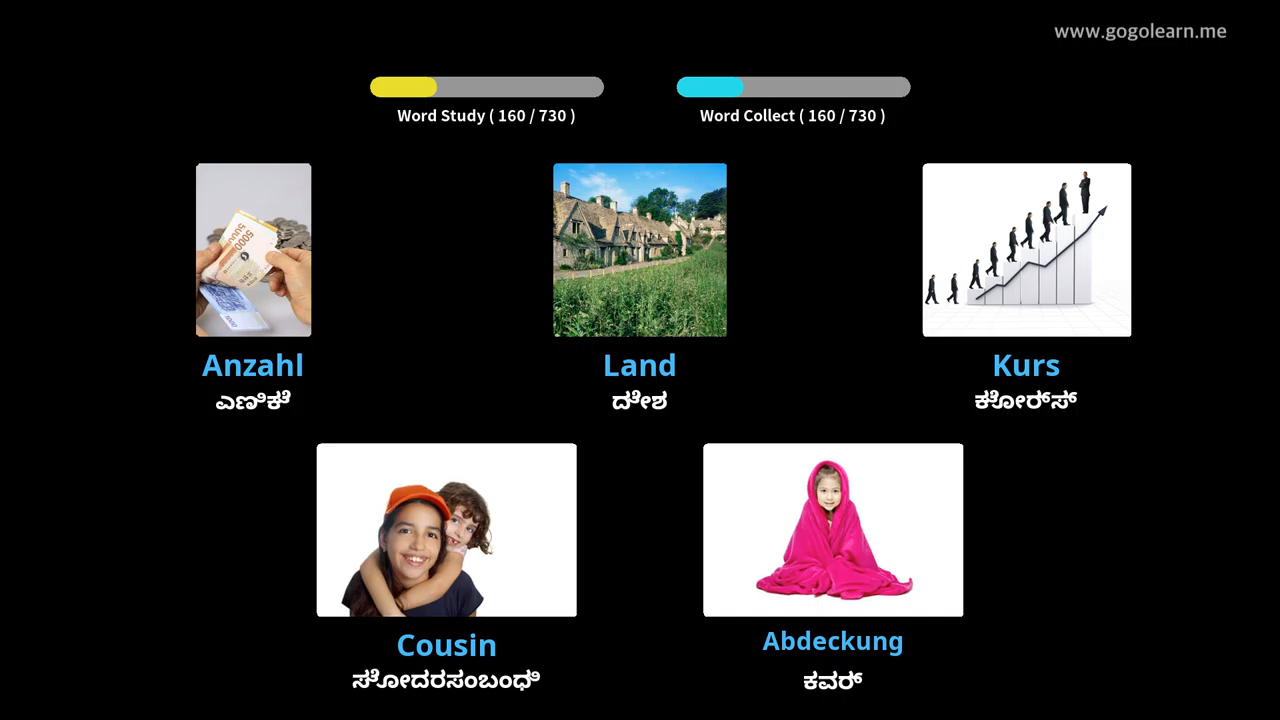 www.gogolearn.me
Word Study ( 160 / 730 )
Word Collect ( 160 / 730 )
Anzahl
ಎಣಿಕೆ
Land
ದೇಶ
Kurs
ಕೋರ್ಸ್
Cousin
ಸೋದರಸಂಬಂಧಿ
Abdeckung
ಕವರ್